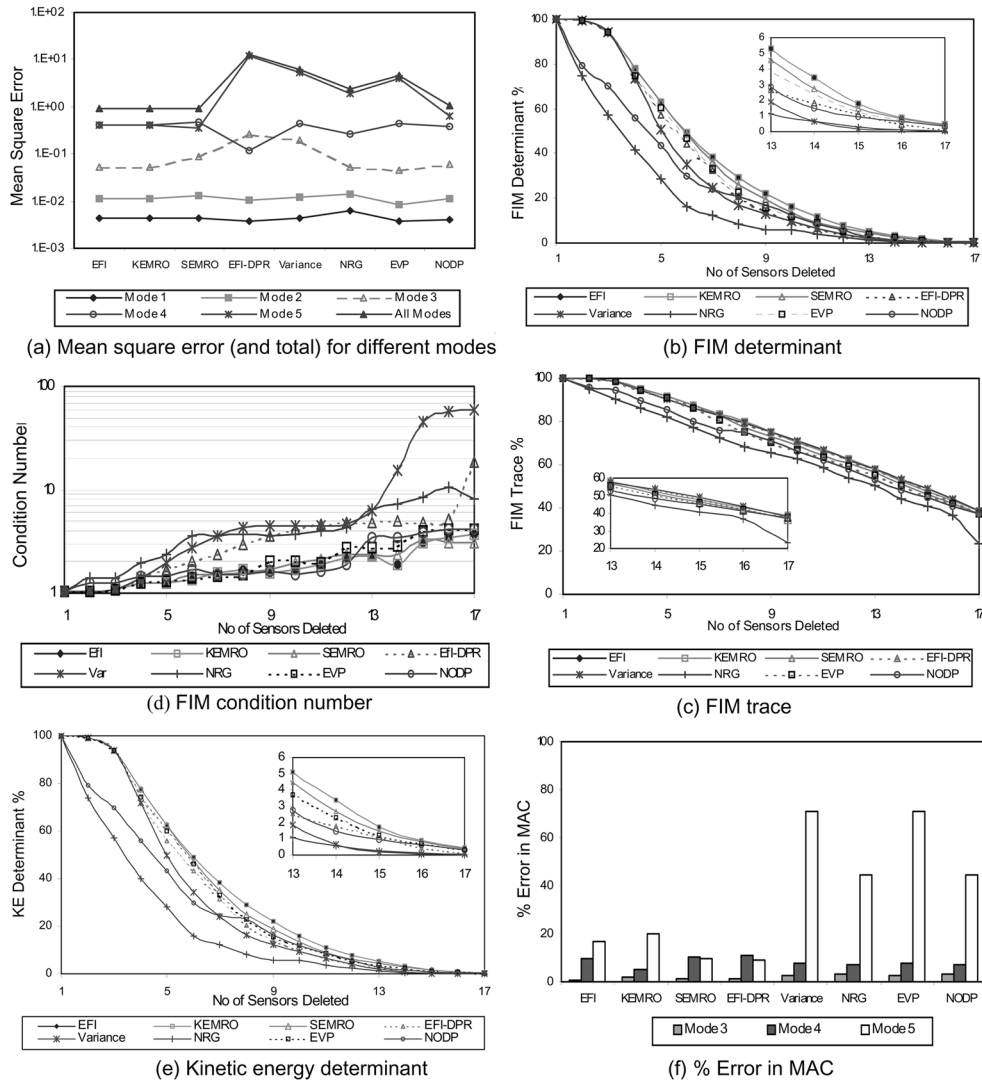 1.E+02
1.E+01
1.E+00
1.E-01
1.E-02
1.E-03
Mean Square Error
EFI KEMRO SEMRO EFI-DPR Variance NRG EVP NODP
Mode 1 Mode 2 Mode 3
Mode 4 Mode 5 All Modes
(a) Mean square error (and total) for different modes
100
80
60
40
20
0
FIM Determinant %
6
5
4
3
2
1
0
13 14 15 16 17
1 5 9 13 17
No of Sensors Deleted
EFI KEMRO SEMRO EFI-DPR
Variance NRG EVP NODP
(b) FIM determinant
100
10
1
Condition Number
1 5 9 13 17
No of Sensors Deleted
EfI KEMRO SEMRO EfI-DPR
Var NRG EVP NODP
(d) FIM condition number
100
80
60
40
20
0
FIM Trace %
60
50
40
30
20
13 14 15 16 17
1 5 9 13 17
No of Sensors Deleted
EFI KEMRO SEMRO EFI-DPR
Variance NRG EVP NODP
(c) FIM trace
100
80
60
40
20
0
KE Determinant %
6
5
4
3
2
1
0
13 14 15 16 17
1 5 9 13 17
No of Sensors Deleted
EFI KEMRO SEMRO EFI-DPR
Variance NRG EVP NODP
(e) Kinetic energy determinant
100
80
60
40
20
0
% Error in MAC
EFI KEMRO SEMRO EFI-DPR Variance NRG EVP NODP
Mode 3 Mode 4 Mode 5
(f) % Error in MAC